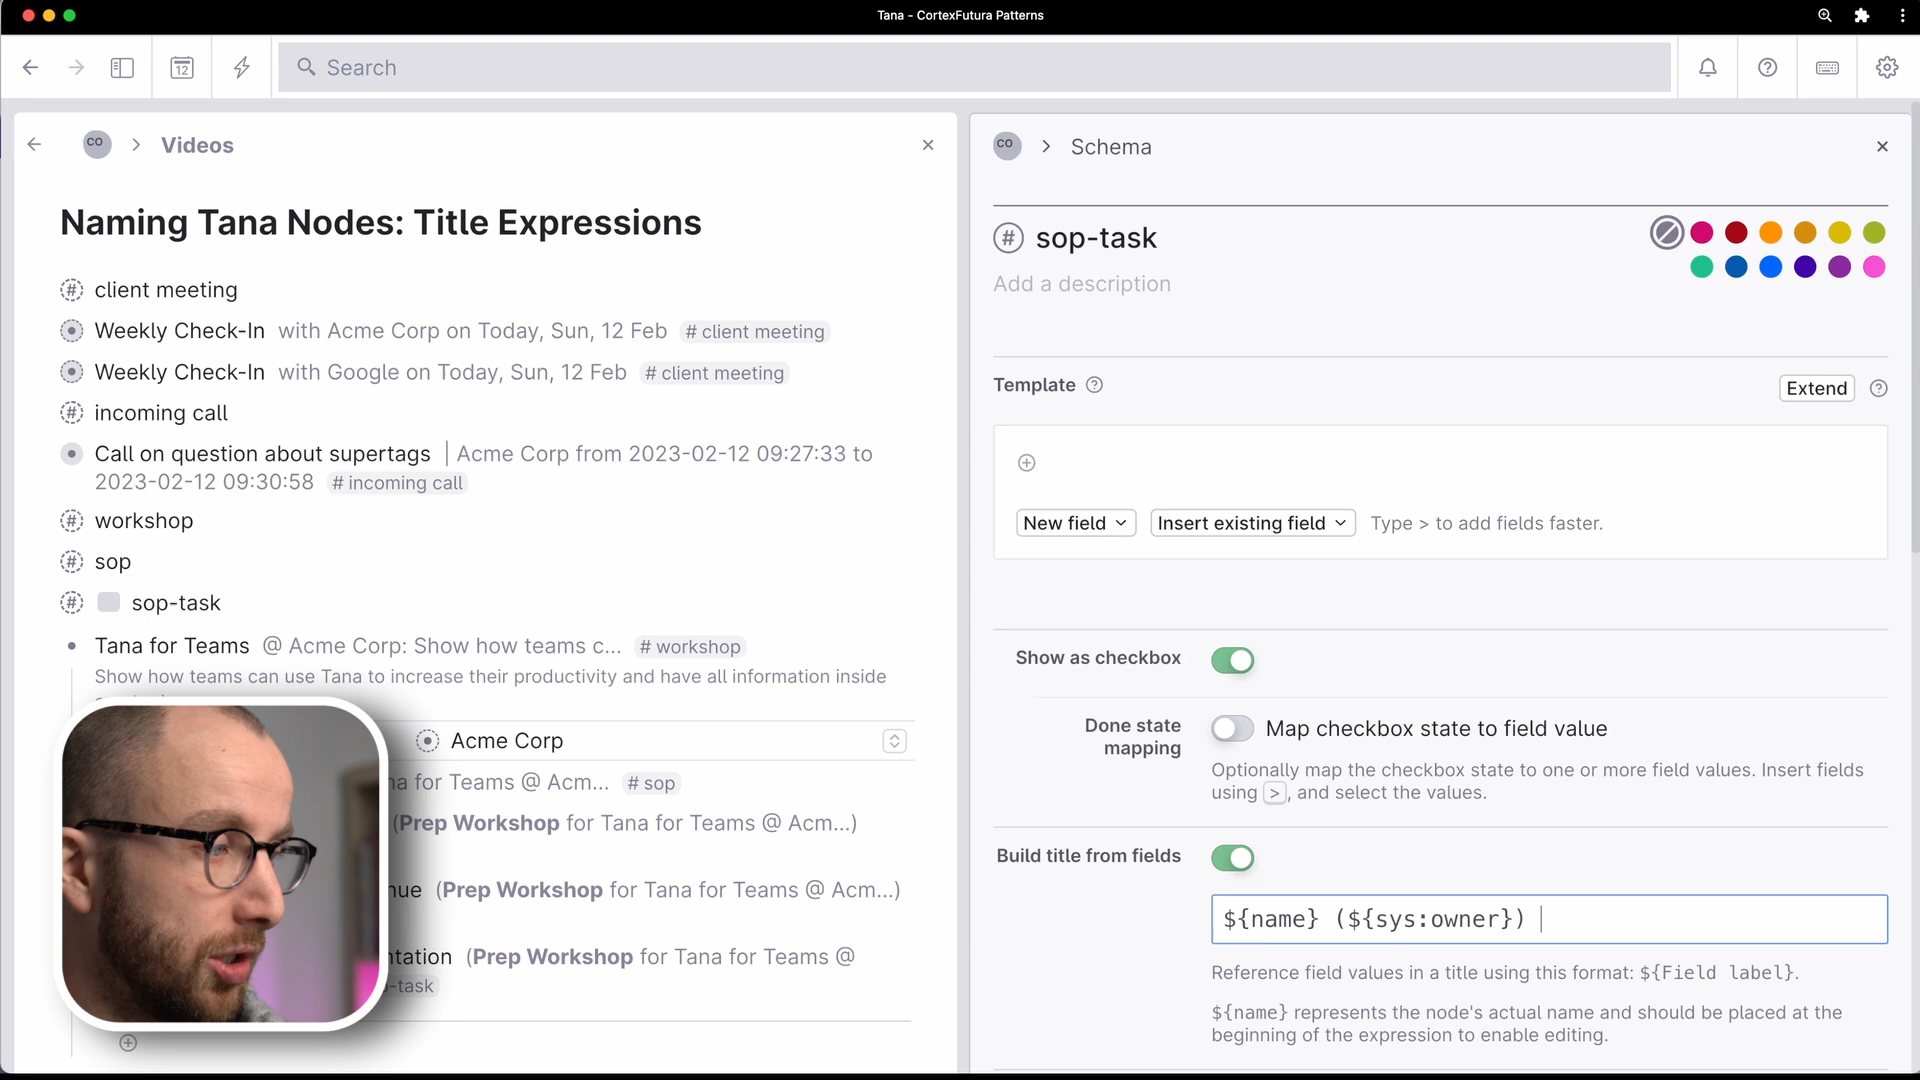 Tana - CortexFutura Patterns
12
Search
CO > Videos
Naming Tana Nodes: Title Expressions
# client meeting
Weekly Check-In with Acme Corp on Today, Sun, 12 Feb # client meeting
Weekly Check-In with Google on Today, Sun, 12 Feb # client meeting
# incoming call
Call on question about supertags | Acme Corp from 2023-02-12 09:27:33 to
2023-02-12 09:30:58 # incoming call
# workshop
# sop
# sop-task
Tana for Teams @ Acme Corp: Show how teams c... # workshop
Show how teams can use Tana to increase their productivity and have all information inside
Acme Corp
for Teams @ Acm... # sop
(Prep Workshop for Tana for Teams @ Acm...)
(Prep Workshop for Tana for Teams @ Acm...)
(Prep Workshop for Tana for Teams @
CO > Schema
# sop-task
Add a description
Template ?
Extend ?
New field
Insert existing field
Type > to add fields faster.
Show as checkbox
Done state
mapping
Map checkbox state to field value
Optionally map the checkbox state to one or more field values. Insert fields
using >, and select the values.
Build title from fields
${name} (${sys:owner})
Reference field values in a title using this format: ${Field label}.
${name} represents the node's actual name and should be placed at the
beginning of the expression to enable editing.